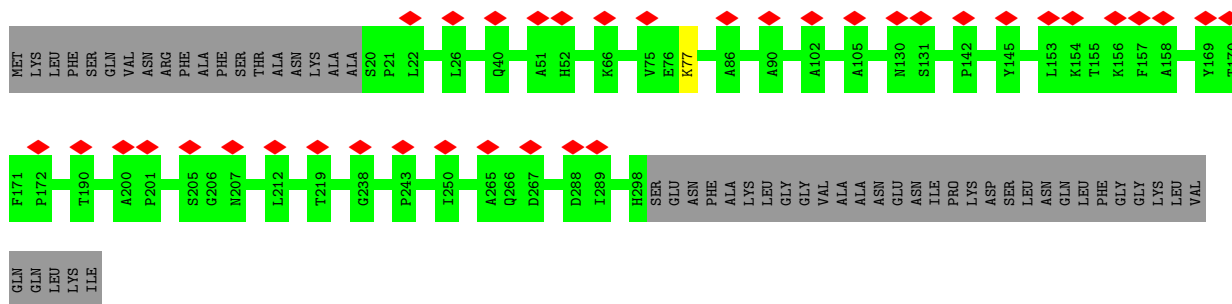 MET LYS LEU PHE SER GLN VAL ASN ARG PHE ALA PHE SER THR ALA ASN LYS ALA ALA S20 P21 L22 L26 Q40 A51 H52 K66 V75 E76 K77 A86 A90 A102 A105 N130 S131 P142 Y145 L153 K154 T155 K156 F157 A158 Y169 T170
F171 P172 T190 A200 P201 S205 G206 N207 L212 T219 G238 P243 I250 A265 Q266 D267 D288 I289 H298 SER GLU ASN PHE ALA LYS LEU GLY GLY VAL ALA ALA ASN GLU ASN ILE PRO LYS ASP SER LEU ASN GLN LEU PHE GLY GLY LYS LEU VAL
GLN GLN LEU LYS ILE